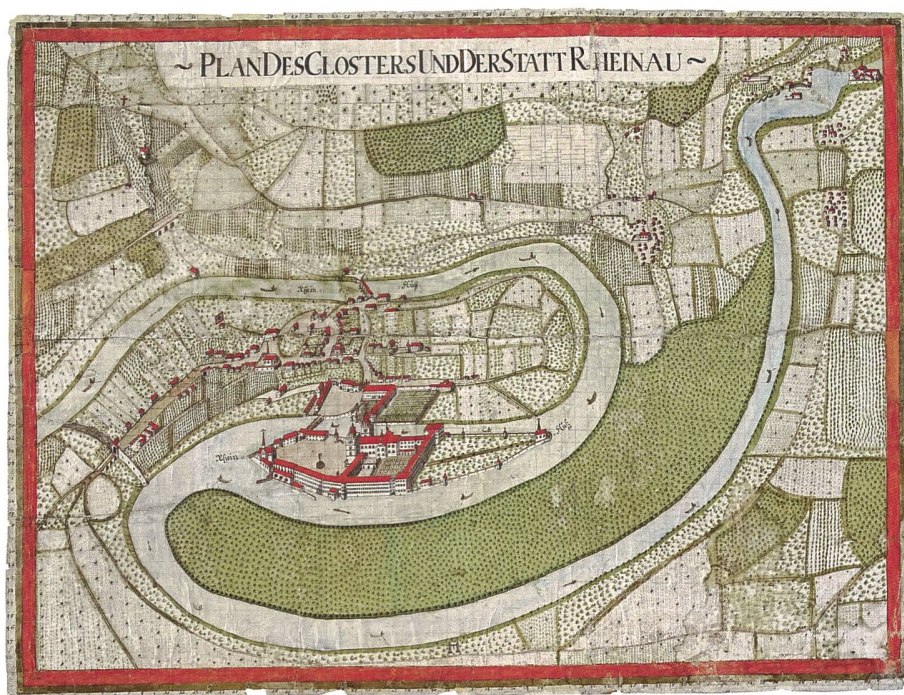 ~ PLAN DES CLOSTERS UND DER STATT RHEINAU ~
Rhein
Rhein